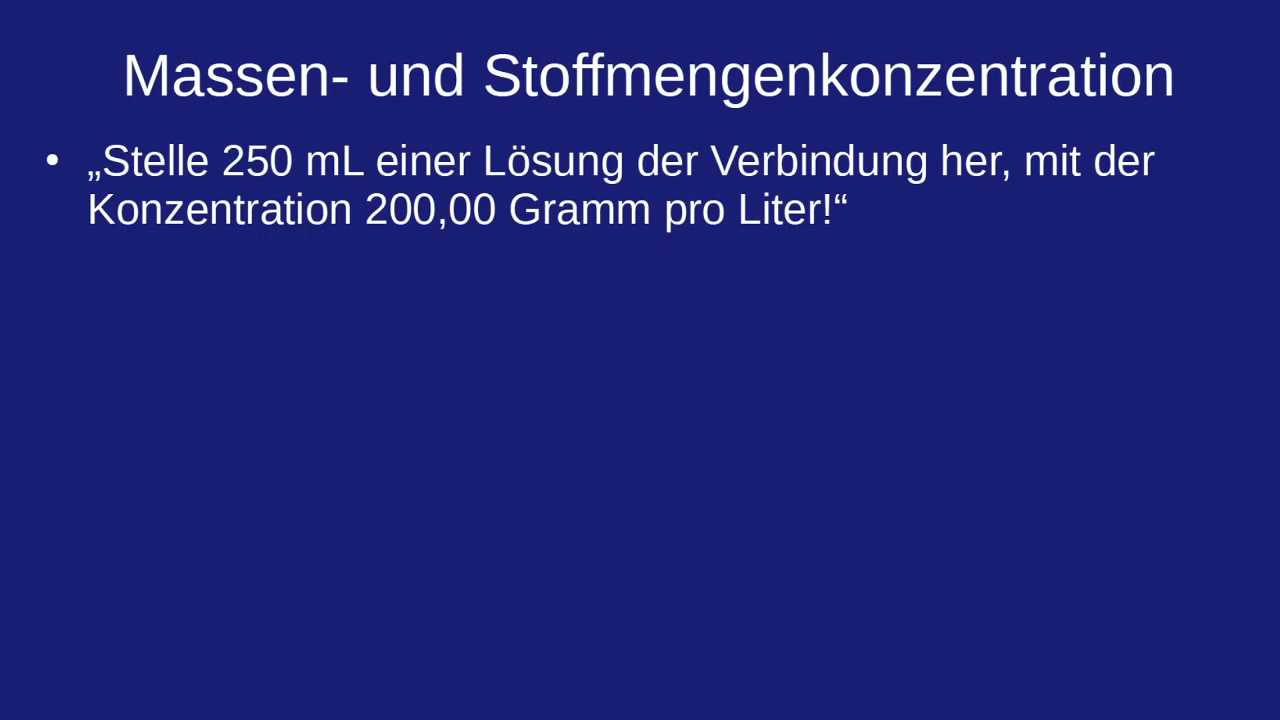 Massen- und Stoffmengenkonzentration
• „Stelle 250 mL einer Lösung der Verbindung her, mit der
Konzentration 200,00 Gramm pro Liter!“